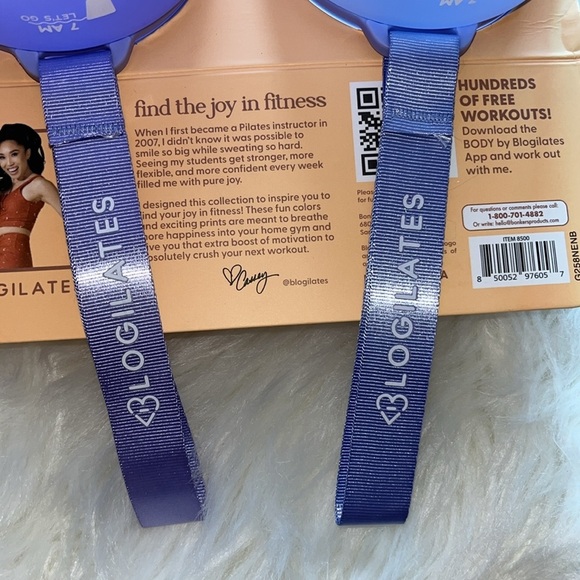 7 AM
LET'S GO
7 AM
find the joy in fitness
When I first became a Pilates instructor in
2007, I didn't know it was possible to
smile so big while sweating so hard.
Seeing my students get stronger, more
flexible, and more confident every week
filled me with pure joy.
designed this collection to inspire you to
find your joy in fitness! These fun colors
and exciting prints are meant to breathe
more happiness into your home gym and
you that extra boost of motivation to
absolutely crush your next workout.
Cassey
@blogilates
HUNDREDS
OF FREE
WORKOUTS!
Download the
BODY by Blogilates
App and work out
with me.
For questions or comments please call:
1-800-701-4882
Or write: hello@bonkersproducts.com
ITEM 8500
8 50052 97605 7
G258NENB
GILATE
BLOGILATES
BLOGILATES